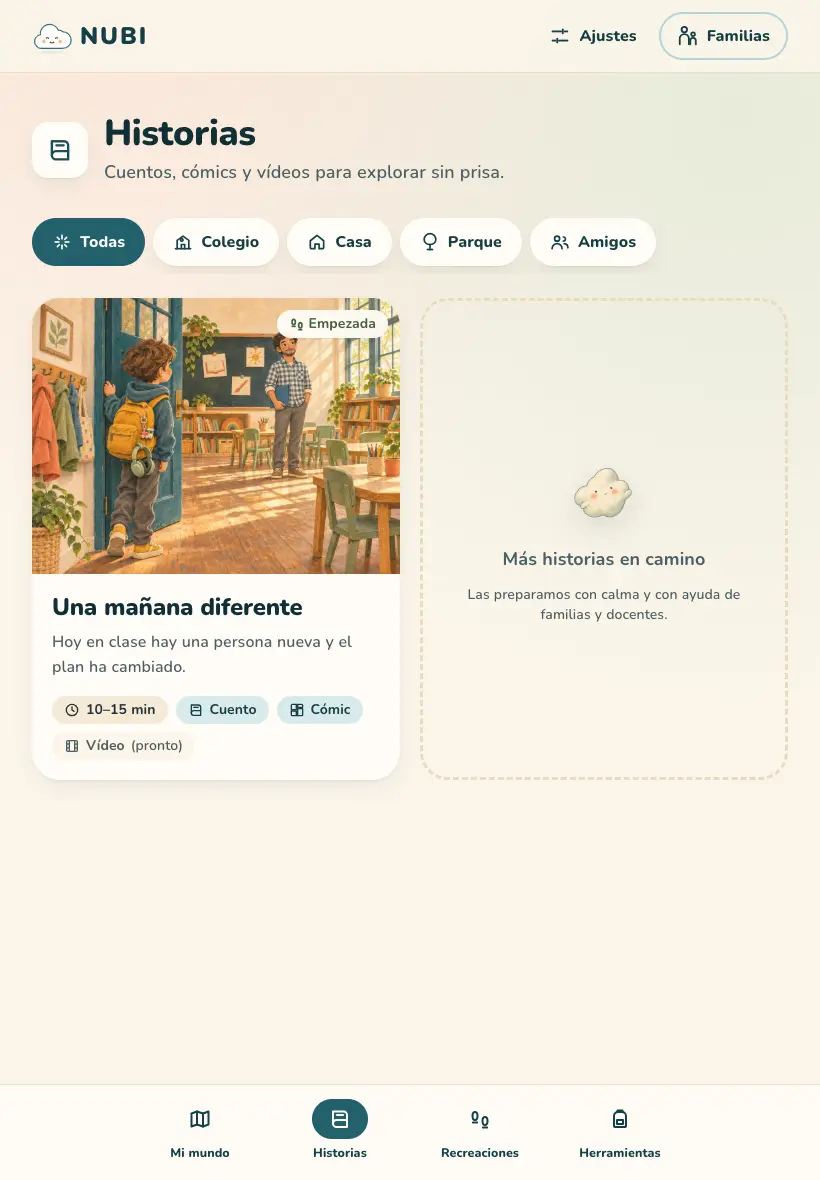 NUBI
Ajustes
Familias
Historias
Cuentos, cómics y vídeos para explorar sin prisa.
Todas
Colegio
Casa
Parque
Amigos
Empezada
Una mañana diferente
Hoy en clase hay una persona nueva y el
plan ha cambiado.
10–15 min
Cuento
Cómic
Vídeo (pronto)
Más historias en camino
Las preparamos con calma y con ayuda de
familias y docentes.
Mi mundo
Historias
Recreaciones
Herramientas